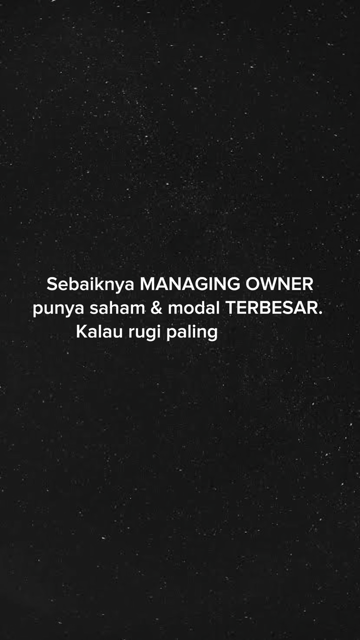 Sebaiknya MANAGING OWNER
punya saham & modal TERBESAR.
Kalau rugi paling